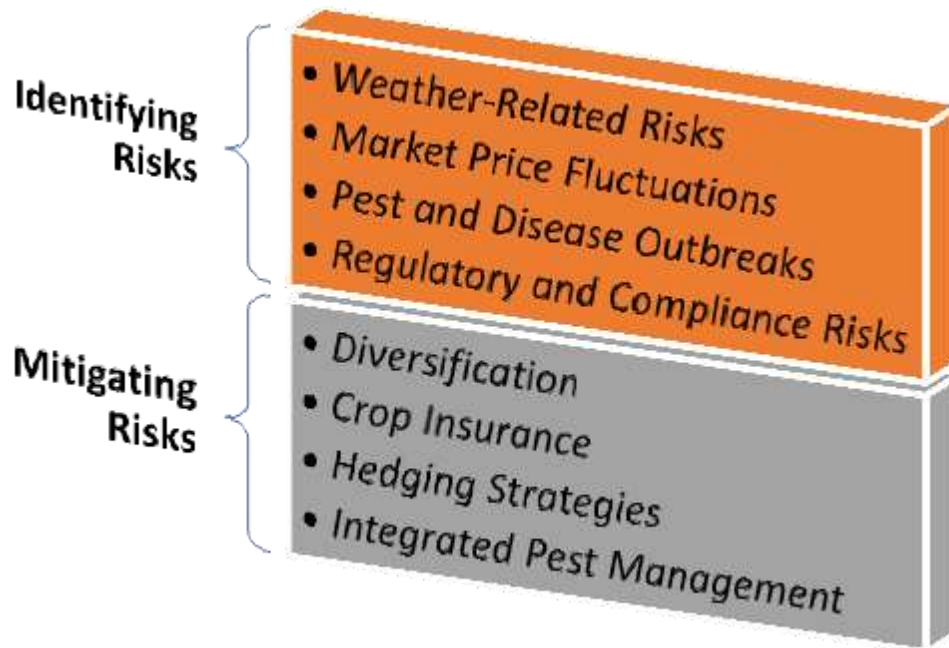 Identifying
Risks
• Weather-Related Risks
• Market Price Fluctuations
• Pest and Disease Outbreaks
• Regulatory and Compliance Risks
Mitigating
Risks
• Diversification
• Crop Insurance
• Hedging Strategies
• Integrated Pest Management